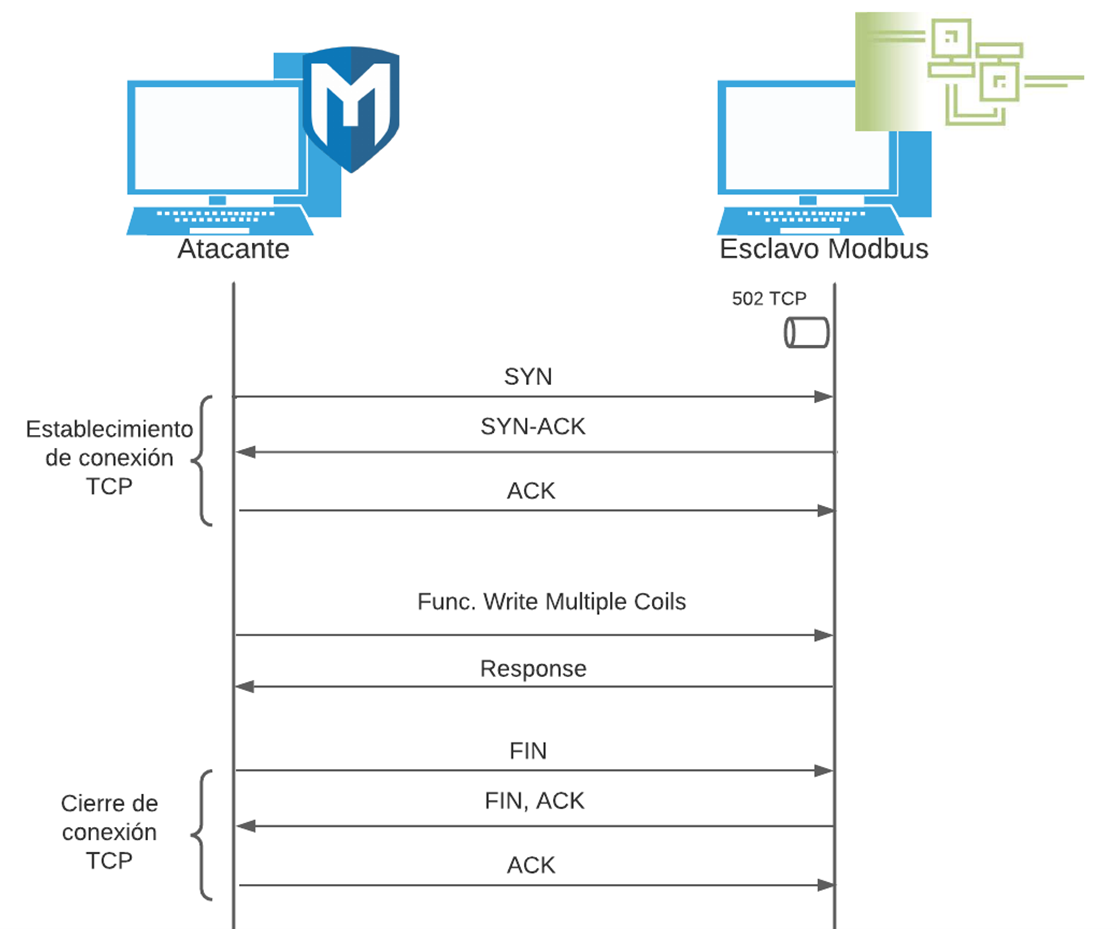 Atacante
Esclavo Modbus
502 TCP
SYN
Establecimiento
de conexión
TCP
SYN-ACK
ACK
Func. Write Multiple Coils
Response
FIN
Cierre de
conexión
TCP
FIN, ACK
ACK